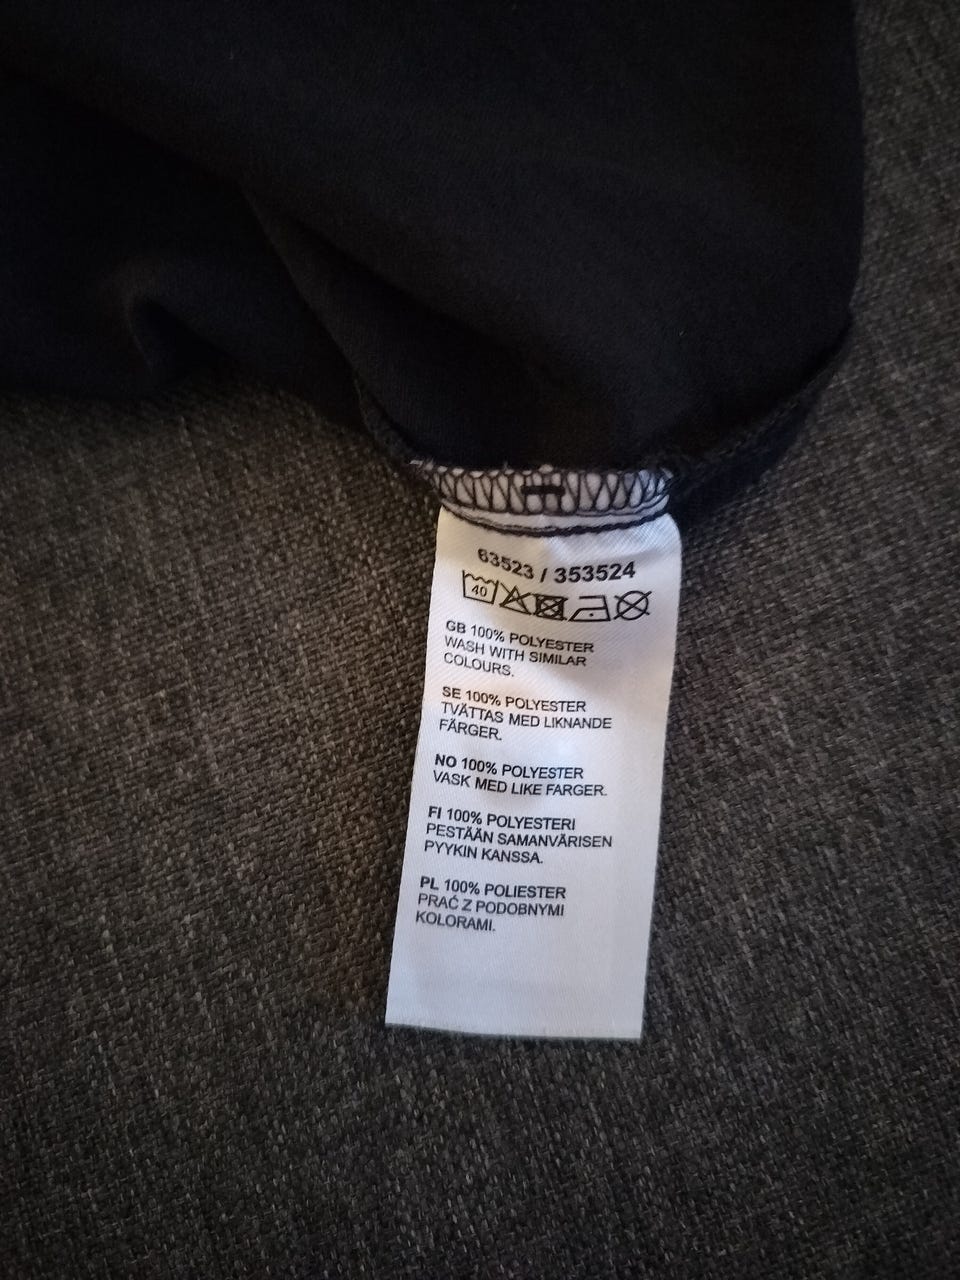 63523 / 353524
40
GB 100% POLYESTER
WASH WITH SIMILAR
COLOURS.
SE 100% POLYESTER
TVÄTTAS MED LIKNANDE
FÄRGER.
NO 100% POLYESTER
VASK MED LIKE FARGER.
FI 100% POLYESTERI
PESTÄÄN SAMANVÄRISEN
PYYKIN KANSSA.
PL 100% POLIESTER
PRAĆ Z PODOBNYMI
KOLORAMI.